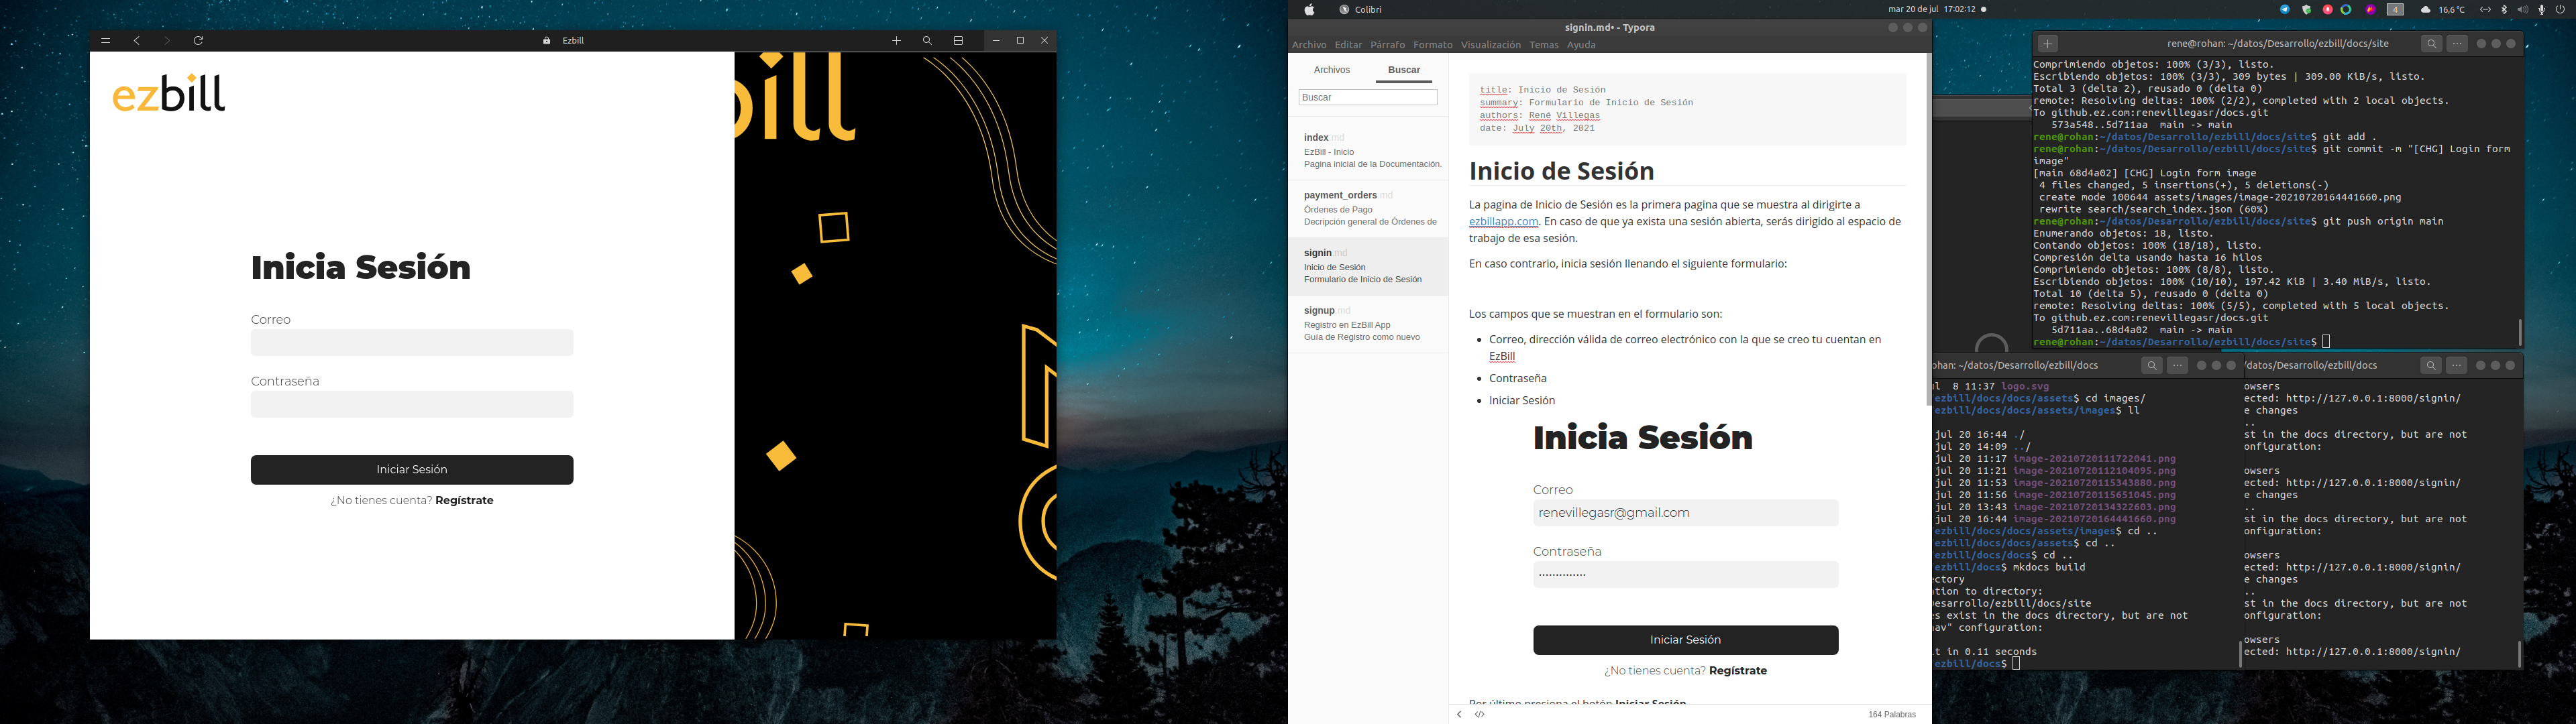 Ezbill
ezbill
bill
Inicia Sesión
Correo
Contraseña
Iniciar Sesión
¿No tienes cuenta? Regístrate
Colibri
mar 20 de jul 17:02:12
4
16,6 °C
signin.md• - Typora
Archivo Editar Párrafo Formato Visualización Temas Ayuda
Archivos Buscar
Buscar
index.md
EzBill - Inicio
Pagina inicial de la Documentación.
payment_orders.md
Órdenes de Pago
Decripción general de Órdenes de
signin.md
Inicio de Sesión
Formulario de Inicio de Sesión
signup.md
Registro en EzBill App
Guía de Registro como nuevo
title: Inicio de Sesión
summary: Formulario de Inicio de Sesión
authors: René Villegas
date: July 20th, 2021
Inicio de Sesión
La pagina de Inicio de Sesión es la primera pagina que se muestra al dirigirte a
ezbillapp.com. En caso de que ya exista una sesión abierta, serás dirigido al espacio de
trabajo de esa sesión.
En caso contrario, inicia sesión llenando el siguiente formulario:
Los campos que se muestran en el formulario son:
• Correo, dirección válida de correo electrónico con la que se creo tu cuentan en
EzBill
• Contraseña
• Iniciar Sesión
Inicia Sesión
Correo
renevillegasr@gmail.com
Contraseña
••••••••••••••
Iniciar Sesión
¿No tienes cuenta? Regístrate
Por último presiona el botón Iniciar Sesión
164 Palabras
rene@rohan: ~/datos/Desarrollo/ezbill/docs/site
Comprimiendo objetos: 100% (3/3), listo.
Escribiendo objetos: 100% (3/3), 309 bytes | 309.00 KiB/s, listo.
Total 3 (delta 2), reusado 0 (delta 0)
remote: Resolving deltas: 100% (2/2), completed with 2 local objects.
To github.ez.com:renevillegasr/docs.git
573a548..5d711aa main -> main
rene@rohan:~/datos/Desarrollo/ezbill/docs/site$ git add .
rene@rohan:~/datos/Desarrollo/ezbill/docs/site$ git commit -m "[CHG] Login form
image"
[main 68d4a02] [CHG] Login form image
4 files changed, 5 insertions(+), 5 deletions(-)
create mode 100644 assets/images/image-20210720164441660.png
rewrite search/search_index.json (60%)
rene@rohan:~/datos/Desarrollo/ezbill/docs/site$ git push origin main
Enumerando objetos: 18, listo.
Contando objetos: 100% (18/18), listo.
Compresión delta usando hasta 16 hilos
Comprimiendo objetos: 100% (8/8), listo.
Escribiendo objetos: 100% (10/10), 197.42 KiB | 3.40 MiB/s, listo.
Total 10 (delta 5), reusado 0 (delta 0)
remote: Resolving deltas: 100% (5/5), completed with 5 local objects.
To github.ez.com:renevillegasr/docs.git
5d711aa..68d4a02 main -> main
rene@rohan:~/datos/Desarrollo/ezbill/docs/site$
ohan: ~/datos/Desarrollo/ezbill/docs
ul 8 11:37 logo.svg
ezbill/docs/docs/assets$ cd images/
/ezbill/docs/docs/assets/images$ ll
jul 20 16:44 ./
jul 20 14:09 ../
jul 20 11:17 image-20210720111722041.png
jul 20 11:21 image-20210720112104095.png
jul 20 11:53 image-20210720115343880.png
jul 20 11:56 image-20210720115651045.png
jul 20 13:43 image-20210720134322603.png
jul 20 16:44 image-20210720164441660.png
/ezbill/docs/docs/assets/images$ cd ..
/ezbill/docs/docs/assets$ cd ..
/ezbill/docs/docs$ cd ..
/ezbill/docs$ mkdocs build
ectory
ation to directory:
Desarrollo/ezbill/docs/site
es exist in the docs directory, but are not
nav" configuration:
lt in 0.11 seconds
/ezbill/docs$
/datos/Desarrollo/ezbill/docs
owsers
ected: http://127.0.0.1:8000/signin/
e changes
..
st in the docs directory, but are not
onfiguration:
owsers
ected: http://127.0.0.1:8000/signin/
e changes
..
st in the docs directory, but are not
onfiguration:
owsers
ected: http://127.0.0.1:8000/signin/
e changes
..
st in the docs directory, but are not
onfiguration:
owsers
ected: http://127.0.0.1:8000/signin/